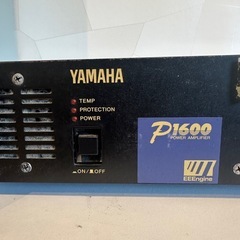 YAMAHA
TEMP
PROTECTION
POWER
P1600
POWER AMPLIFIER
EEEngine
ON/ OFF